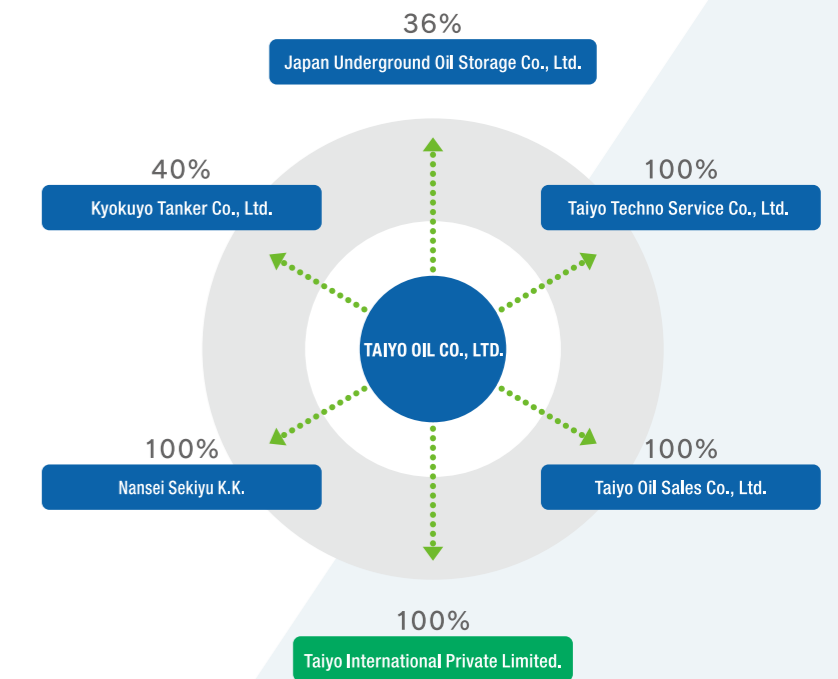 36%
Japan Underground Oil Storage Co., Ltd.
40%
Kyokuyo Tanker Co., Ltd.
100%
Taiyo Techno Service Co., Ltd.
TAIYO OIL CO., LTD.
100%
Nansei Sekiyu K.K.
100%
Taiyo Oil Sales Co., Ltd.
100%
Taiyo International Private Limited.